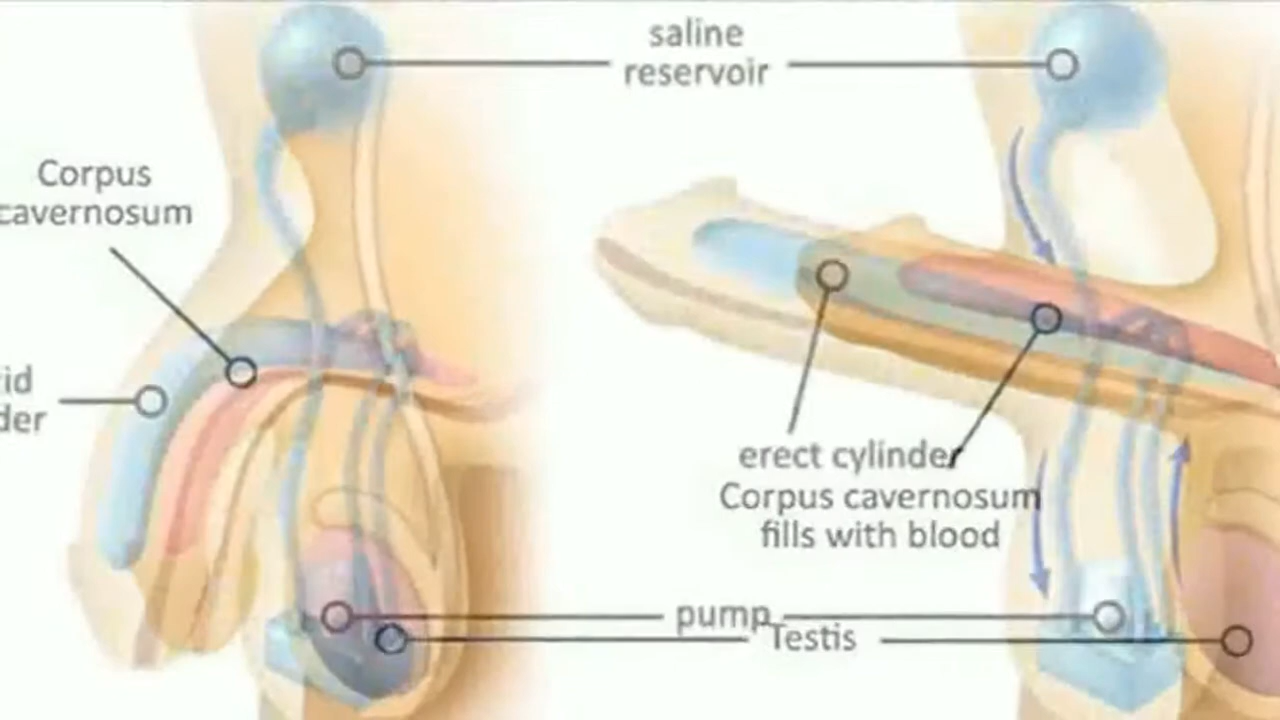 saline
reservoir
Corpus
cavernosum
erect cylinder
Corpus cavernosum
fills with blood
pump
Testis